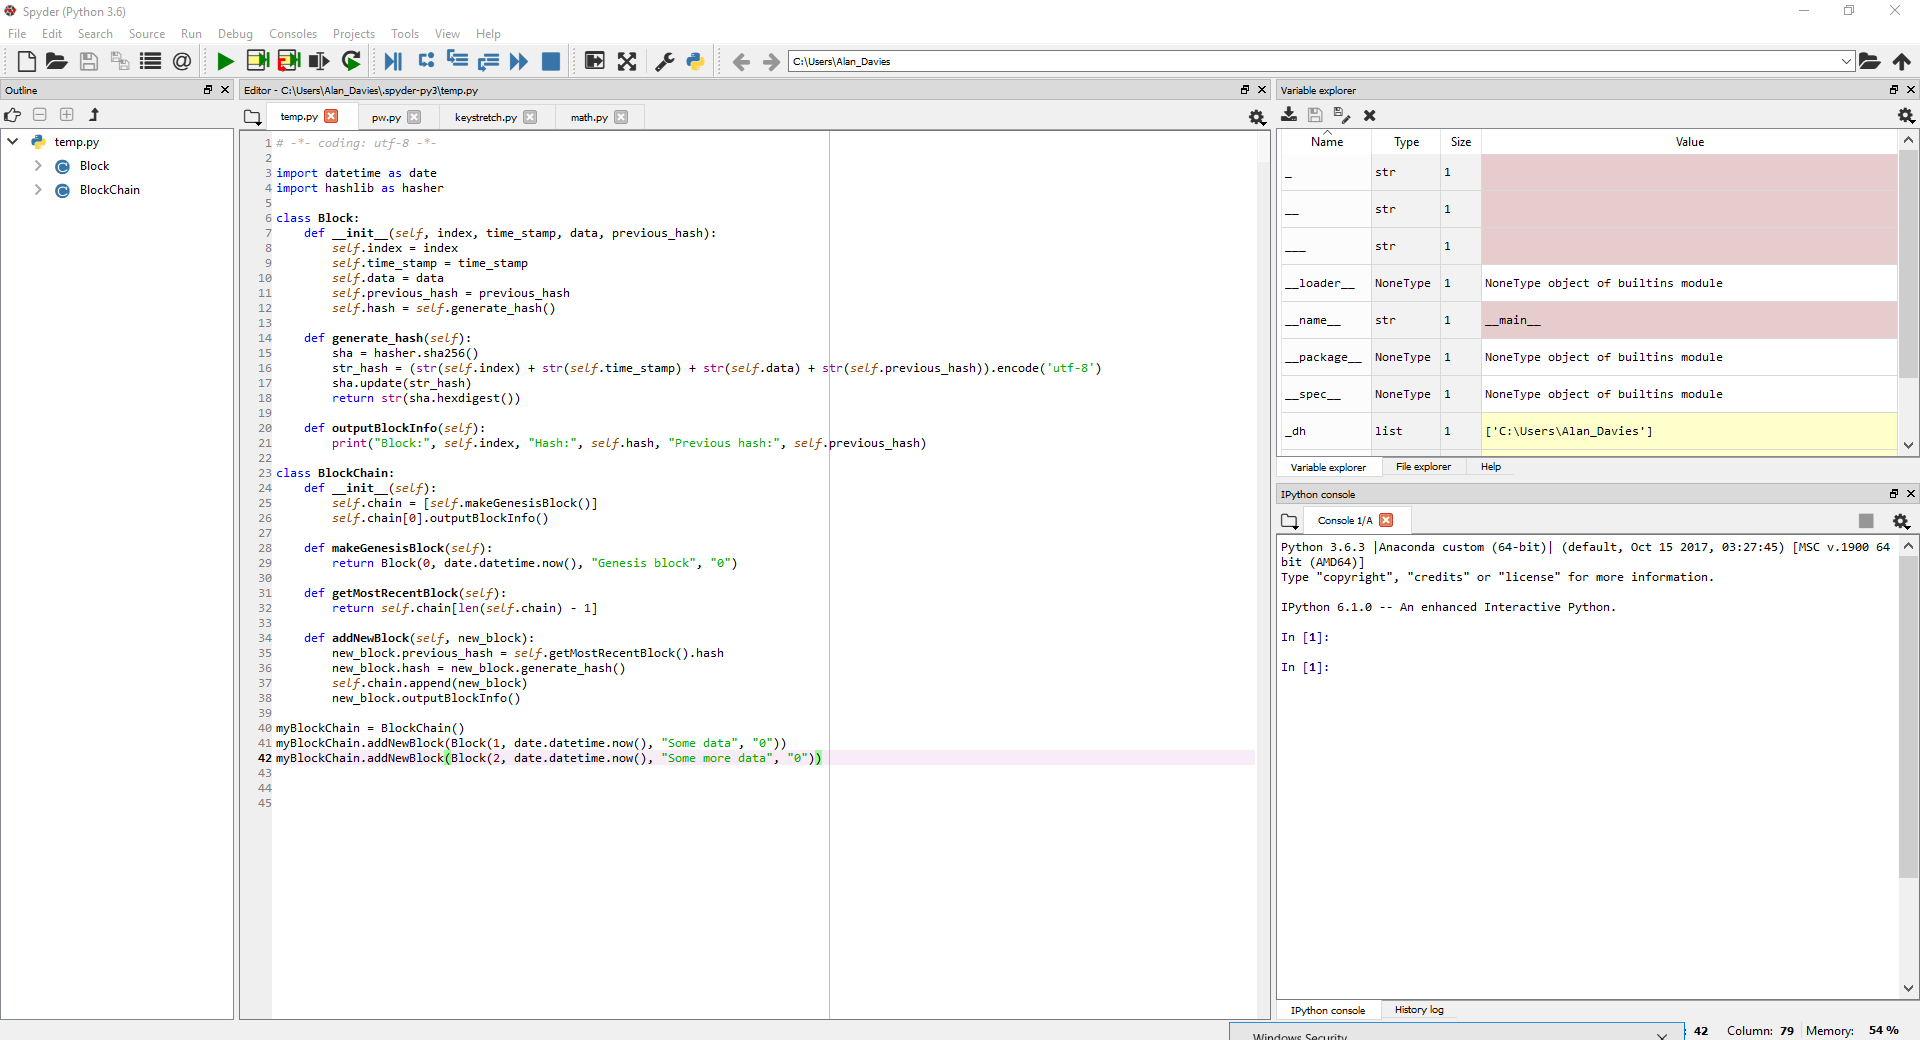 Spyder (Python 3.6)
File Edit Search Source Run Debug Consoles Projects Tools View Help
C:\Users\Alan_Davies
Outline
temp.py
Block
BlockChain
Editor - C:\Users\Alan_Davies\.spyder-py3\temp.py
temp.py pw.py keystretch.py math.py
1 # -*- coding: utf-8 -*-
2
3 import datetime as date
4 import hashlib as hasher
5
6 class Block:
7     def __init__(self, index, time_stamp, data, previous_hash):
8         self.index = index
9         self.time_stamp = time_stamp
10         self.data = data
11         self.previous_hash = previous_hash
12         self.hash = self.generate_hash()
13
14     def generate_hash(self):
15         sha = hasher.sha256()
16         str_hash = (str(self.index) + str(self.time_stamp) + str(self.data) + str(self.previous_hash)).encode('utf-8')
17         sha.update(str_hash)
18         return str(sha.hexdigest())
19
20     def outputBlockInfo(self):
21         print("Block:", self.index, "Hash:", self.hash, "Previous hash:", self.previous_hash)
22
23 class BlockChain:
24     def __init__(self):
25         self.chain = [self.makeGenesisBlock()]
26         self.chain[0].outputBlockInfo()
27
28     def makeGenesisBlock(self):
29         return Block(0, date.datetime.now(), "Genesis block", "0")
30
31     def getMostRecentBlock(self):
32         return self.chain[len(self.chain) - 1]
33
34     def addNewBlock(self, new_block):
35         new_block.previous_hash = self.getMostRecentBlock().hash
36         new_block.hash = new_block.generate_hash()
37         self.chain.append(new_block)
38         new_block.outputBlockInfo()
39
40 myBlockChain = BlockChain()
41 myBlockChain.addNewBlock(Block(1, date.datetime.now(), "Some data", "0"))
42 myBlockChain.addNewBlock(Block(2, date.datetime.now(), "Some more data", "0"))
43
44
45
Variable explorer
Name Type Size Value
_ str 1
__ str 1
___ str 1
__loader__ NoneType 1 NoneType object of builtins module
__name__ str 1 __main__
__package__ NoneType 1 NoneType object of builtins module
__spec__ NoneType 1 NoneType object of builtins module
_dh list 1 ['C:\Users\Alan_Davies']
Variable explorer File explorer Help
IPython console
Console 1/A
Python 3.6.3 |Anaconda custom (64-bit)| (default, Oct 15 2017, 03:27:45) [MSC v.1900 64
bit (AMD64)]
Type "copyright", "credits" or "license" for more information.
IPython 6.1.0 -- An enhanced Interactive Python.
In [1]:
In [1]:
IPython console History log
Windows Security
: 42 Column: 79 Memory: 54 %